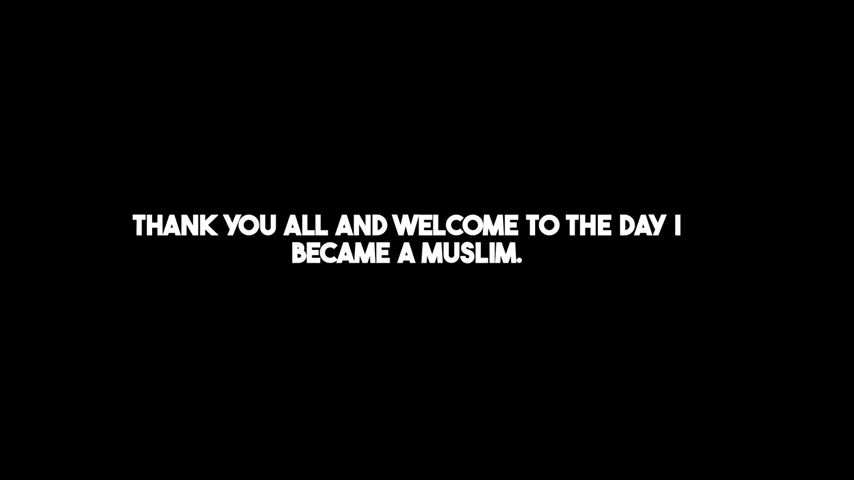 THANK YOU ALL AND WELCOME TO THE DAY I
BECAME A MUSLIM.